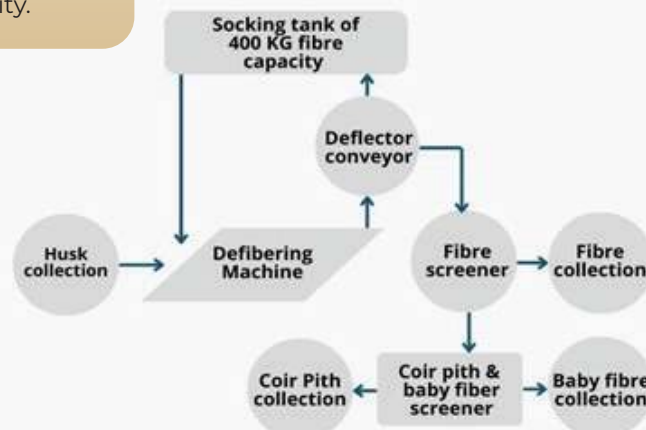 ity.
Socking tank of
400 KG fibre
capacity
Deflector
conveyor
Husk
collection
Defibering
Machine
Fibre
screener
Fibre
collection
Coir Pith
collection
Coir pith &
baby fiber
screener
Baby fibre
collection